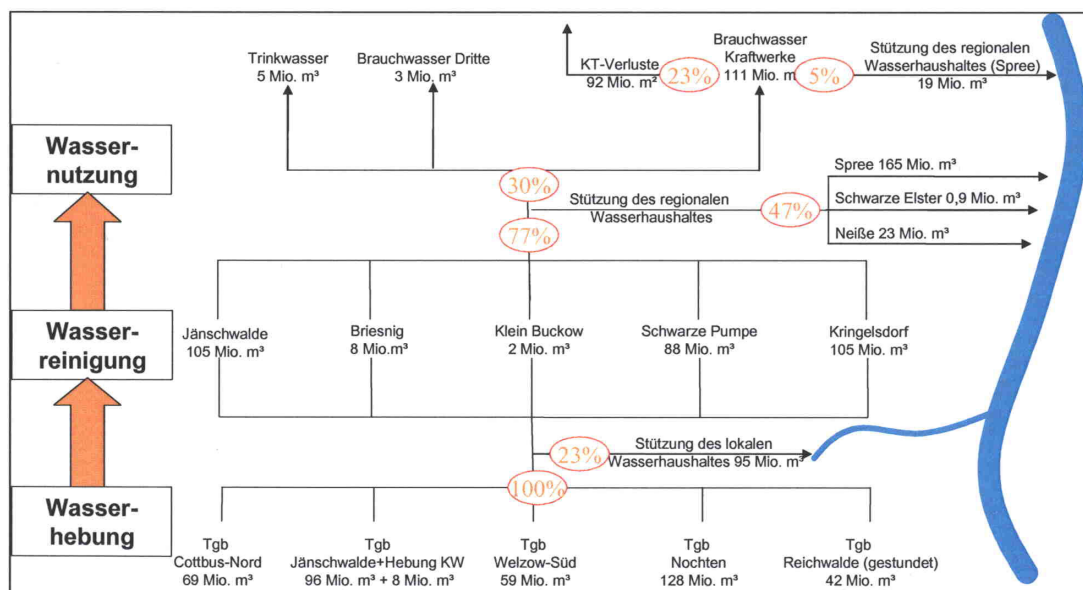 Trinkwasser
5 Mio. m³
Brauchwasser Dritte
3 Mio. m³
KT-Verluste
92 Mio. m²
23%
Brauchwasser
Kraftwerke
111 Mio. m
5%
Stützung des regionalen
Wasserhaushaltes (Spree)
19 Mio. m³
Wasser-
nutzung
30%
Stützung des regionalen
Wasserhaushaltes
47%
Spree 165 Mio. m³
Schwarze Elster 0,9 Mio. m³
Neiße 23 Mio. m³
77%
Wasser-
reinigung
Jänschwalde
105 Mio. m³
Briesnig
8 Mio.m³
Klein Buckow
2 Mio. m³
Schwarze Pumpe
88 Mio. m³
Kringelsdorf
105 Mio. m³
23%
Stützung des lokalen
Wasserhaushaltes 95 Mio. m³
100%
Wasser-
hebung
Tgb
Cottbus-Nord
69 Mio. m³
Tgb
Jänschwalde+Hebung KW
96 Mio. m³ + 8 Mio. m³
Tgb
Welzow-Süd
59 Mio. m³
Tgb
Nochten
128 Mio. m³
Tgb
Reichwalde (gestundet)
42 Mio. m³